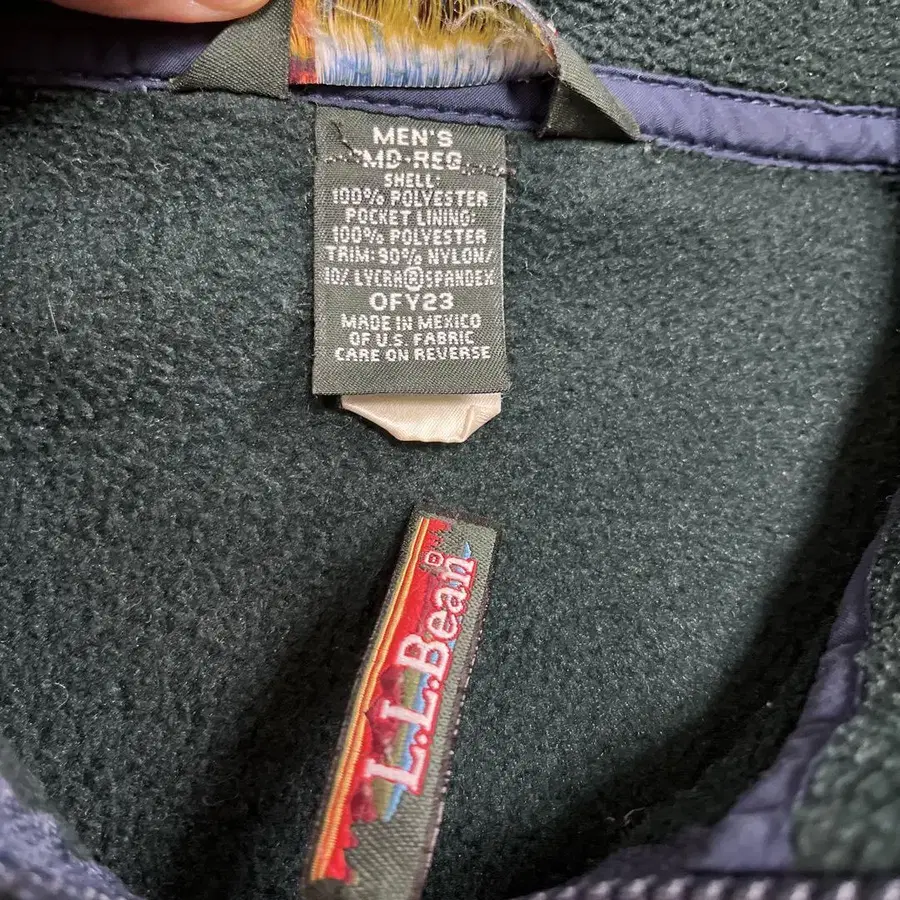 MEN'S
MD-REG
SHELL:
100% POLYESTER
POCKET LINING:
100% POLYESTER
TRIM: 90% NYLON/
10% LYCRA®SPANDEX
OFY23
MADE IN MEXICO
OF U.S. FABRIC
CARE ON REVERSE
L.L.Bean®